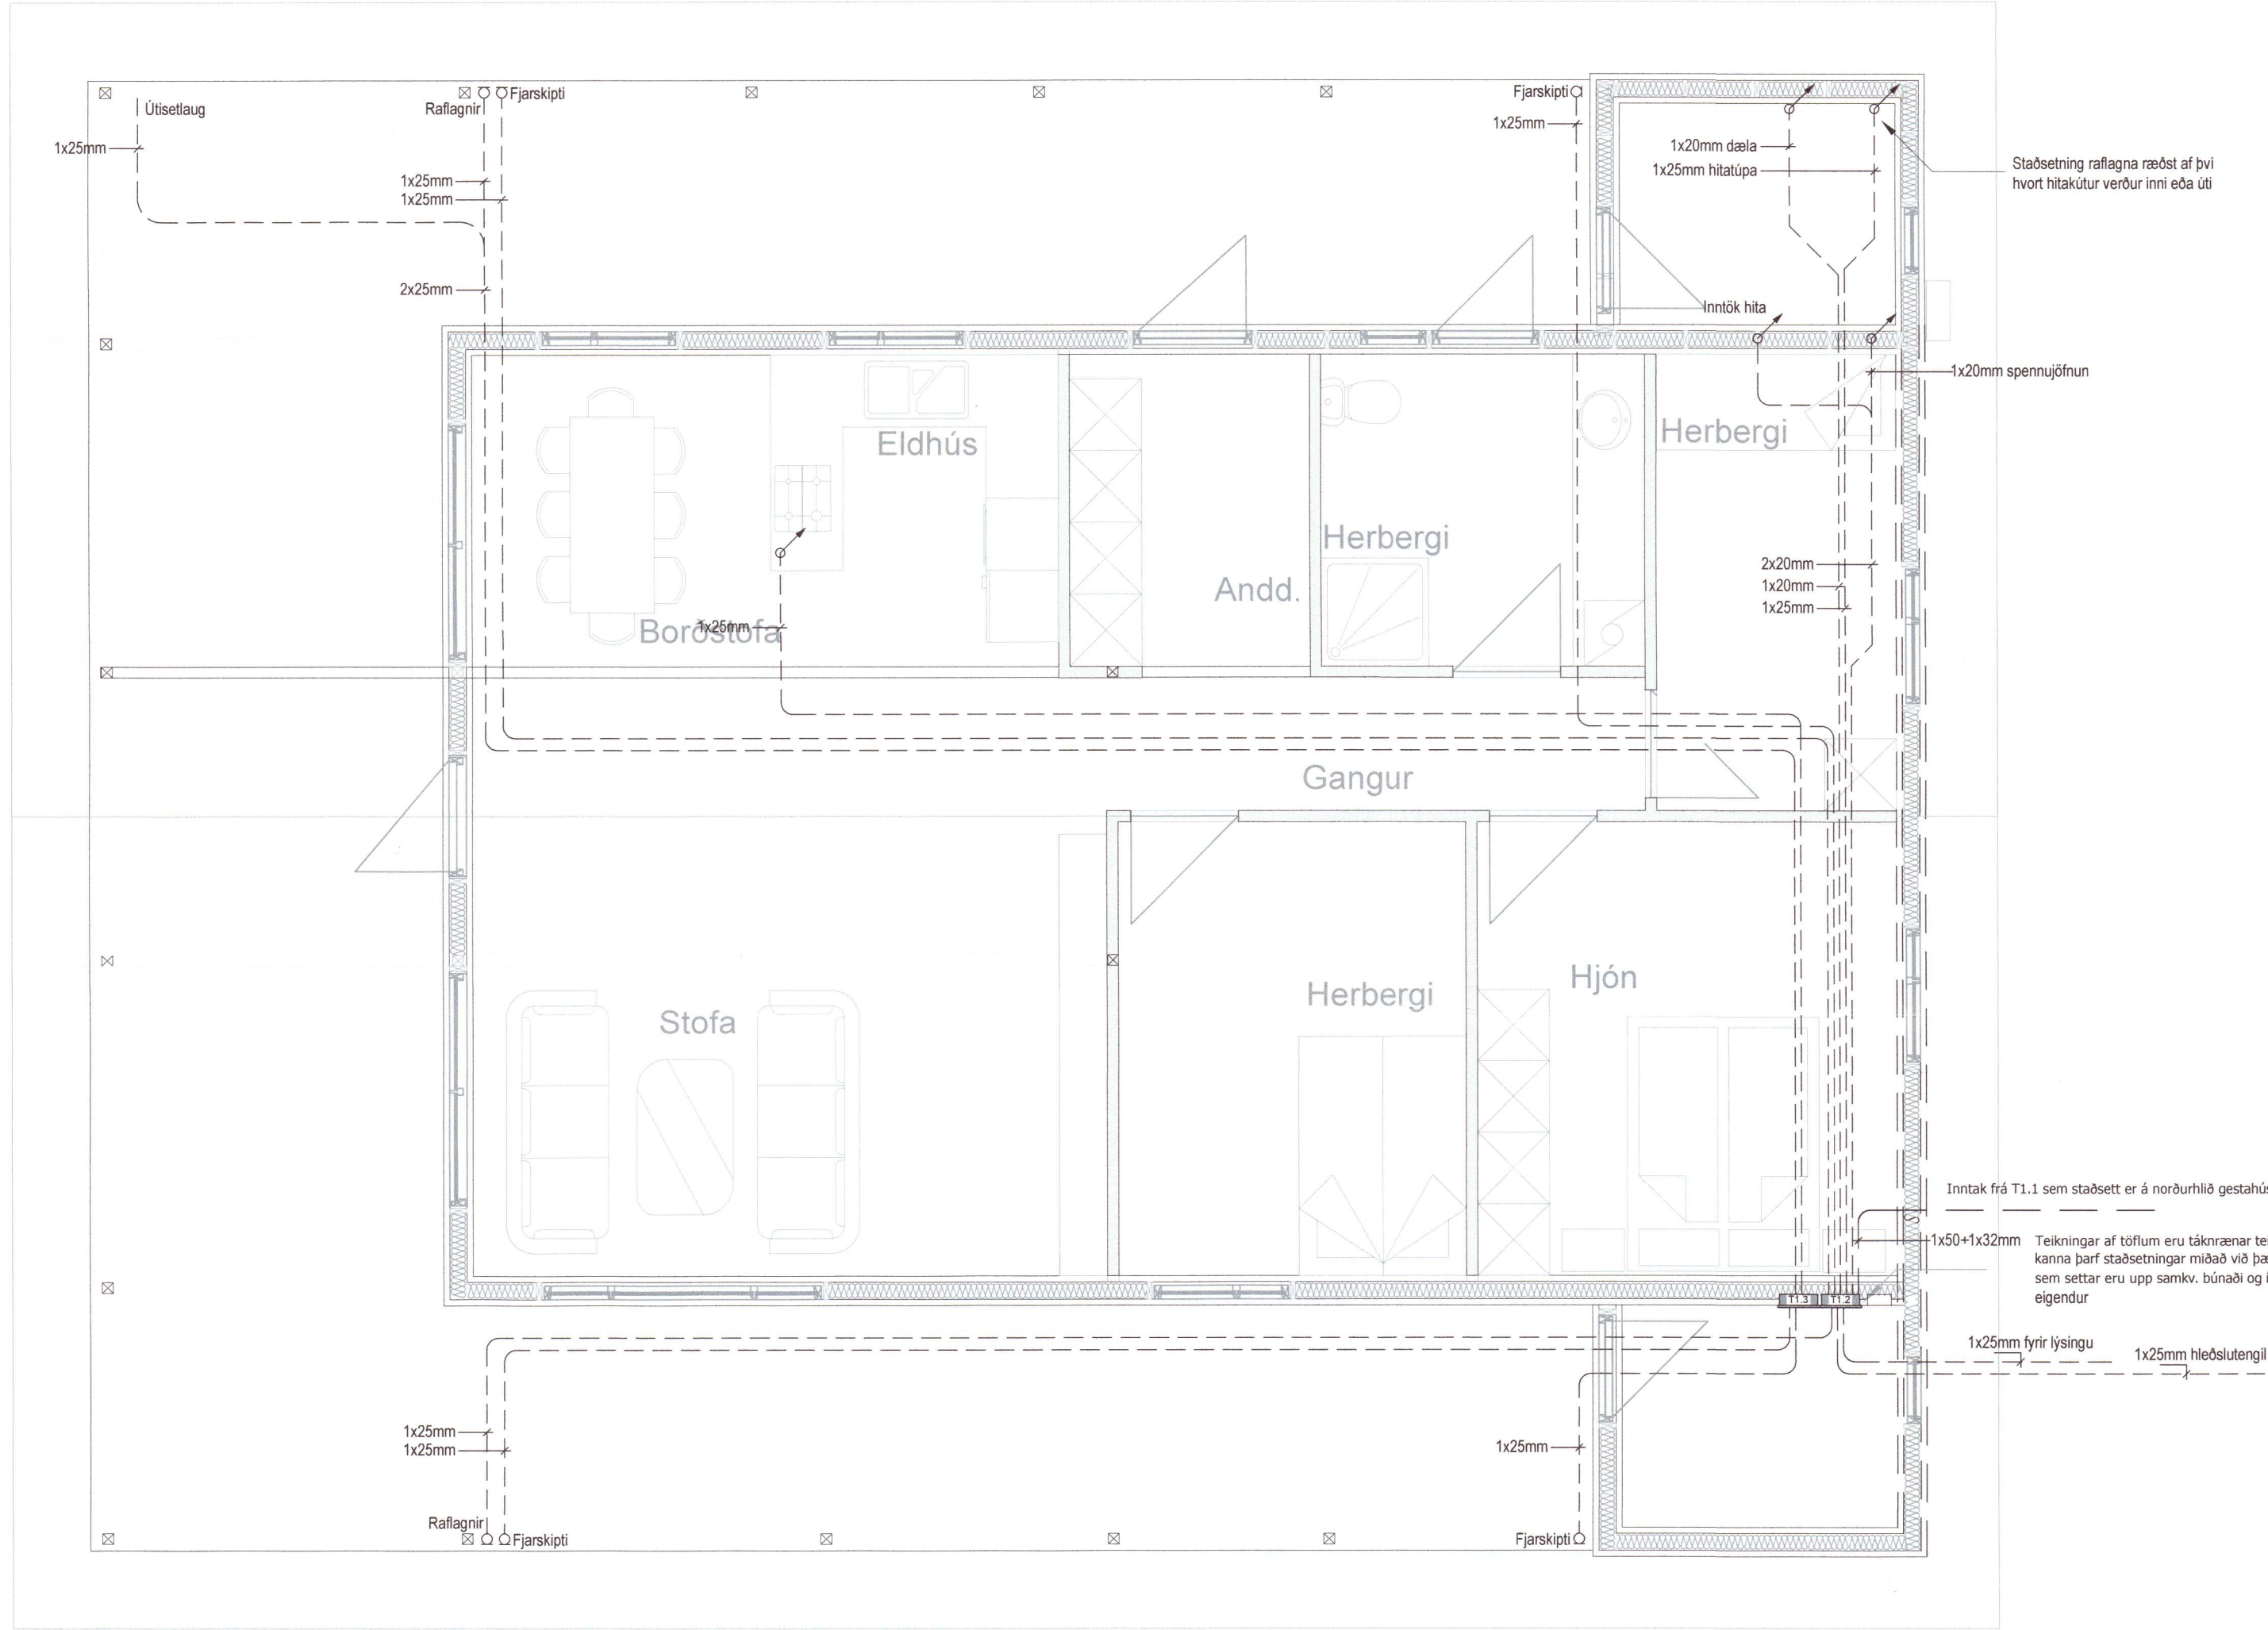 Útisetlaug
Raflagnir
Fjarskipti
Fjarskipti
1x25mm
1x25mm
1x25mm
1x25mm
2x25mm
1x20mm dæla
1x25mm hitatúpa
Staðsetning raflagna ræðst af þvi
hvort hitakútur verður inni eða úti
Inntök hita
1x20mm spennujöfnun
Eldhús
Herbergi
Herbergi
Andd.
Borðstofa
1x25mm
2x20mm
1x20mm
1x25mm
Gangur
Stofa
Herbergi
Hjón
Inntak frá T1.1 sem staðsett er á norðurhlið
1x50+1x32mm
Teikningar af töflum eru táknrænar
kanna þarf staðsetningar miðað við
sem settar eru upp samkv. búnaði og
eigendur
T1.3
T1.2
1x25mm fyrir lýsingu
1x25mm hleðslutengil
1x25mm
1x25mm
1x25mm
Raflagnir
Fjarskipti
Fjarskipti